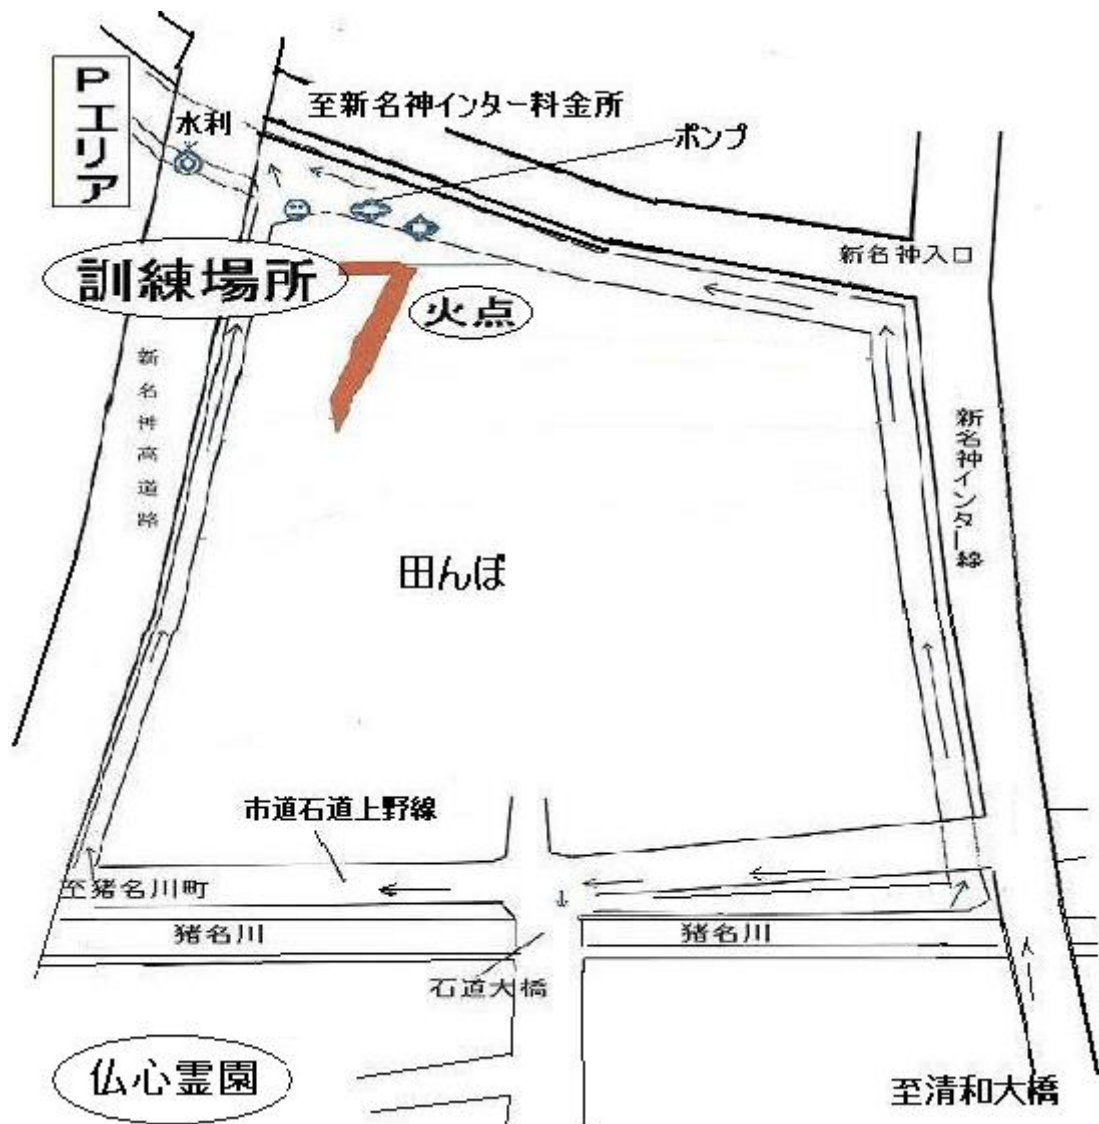 Pエリア
水利
至新名神インター料金所
ポンプ
新名神入口
訓練場所
火点
新名神高道路
新名神インター線
田んぼ
市道石道上野線
至猪名川町
猪名川
猪名川
石道大橋
仏心霊園
至清和大橋